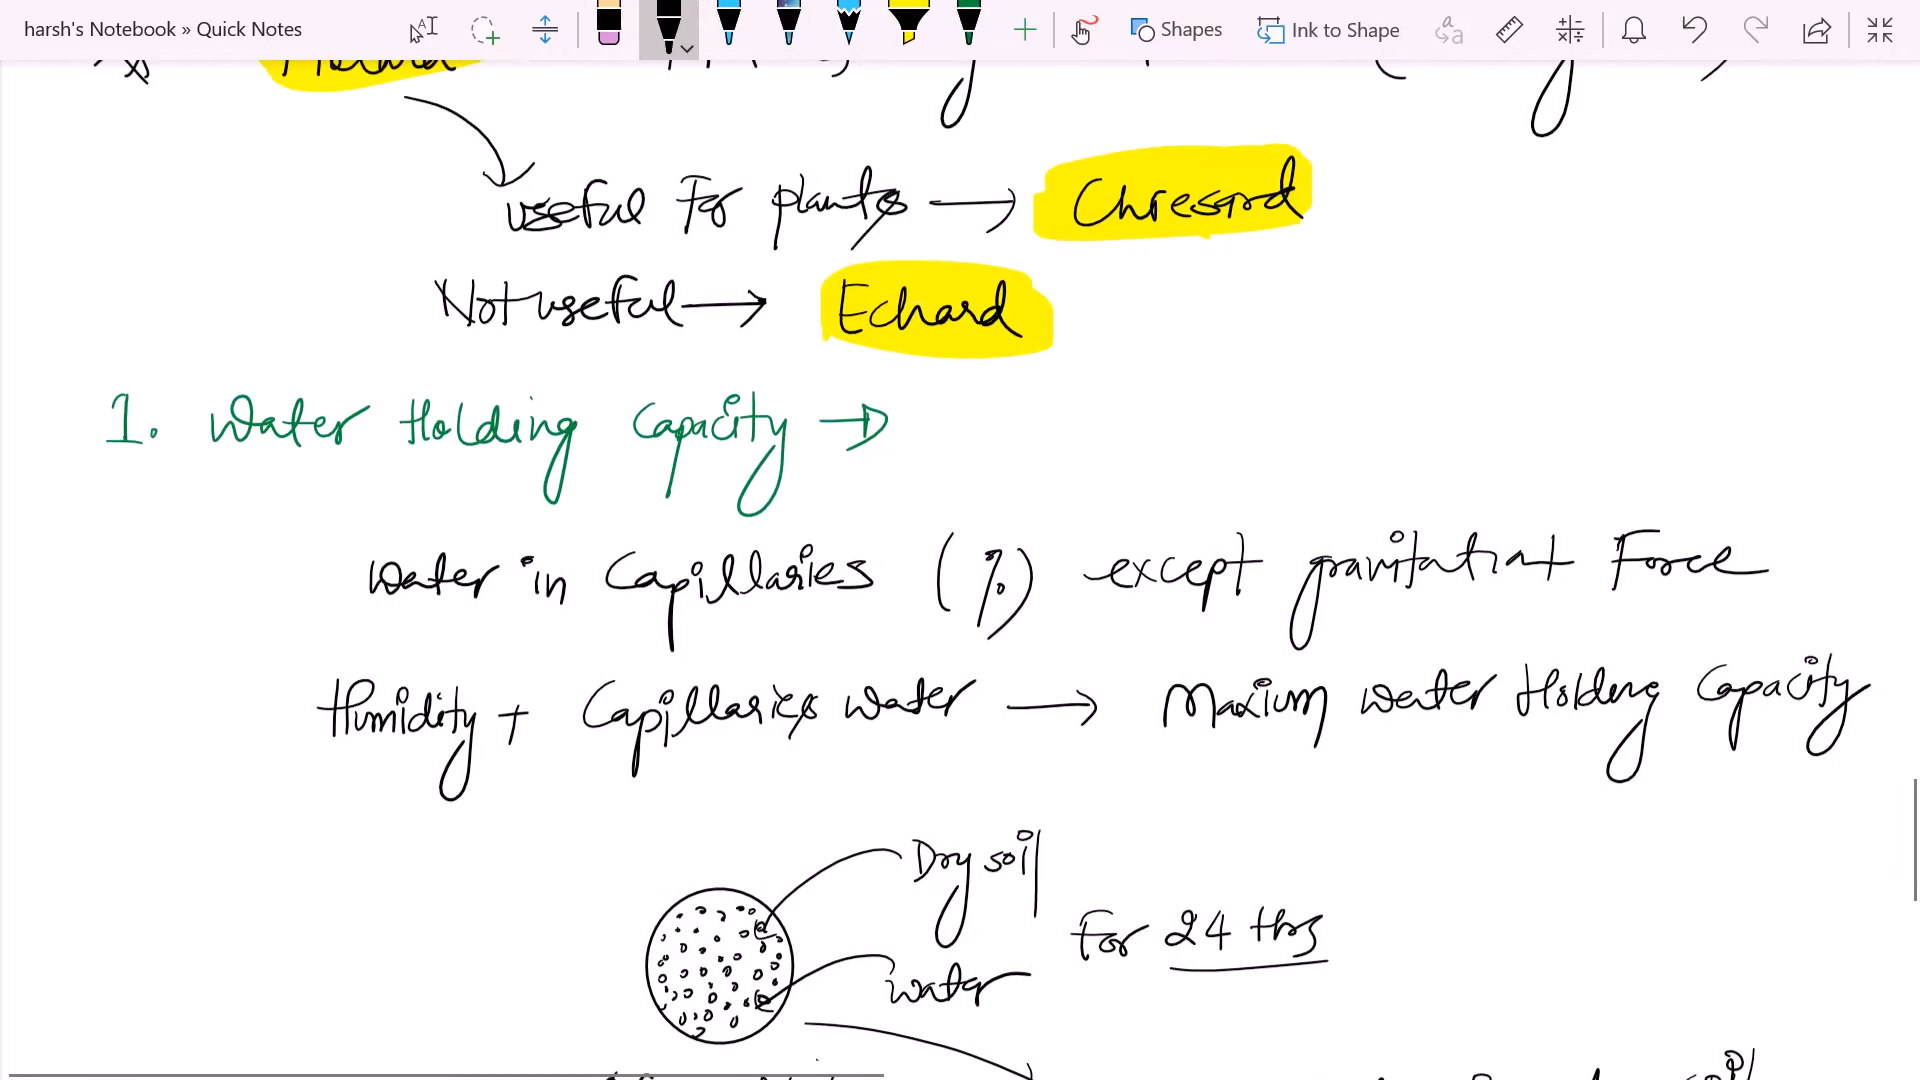 harsh's Notebook » Quick Notes
Shapes
Ink to Shape
useful For plants → Chresard
Not useful → Echard
1. Water Holding Capacity →
water in Capillaries (%) except gravitational Force
Humidity + Capillaries water → Maxium water Holding Capacity
Dry soil
For 24 Hrs
water